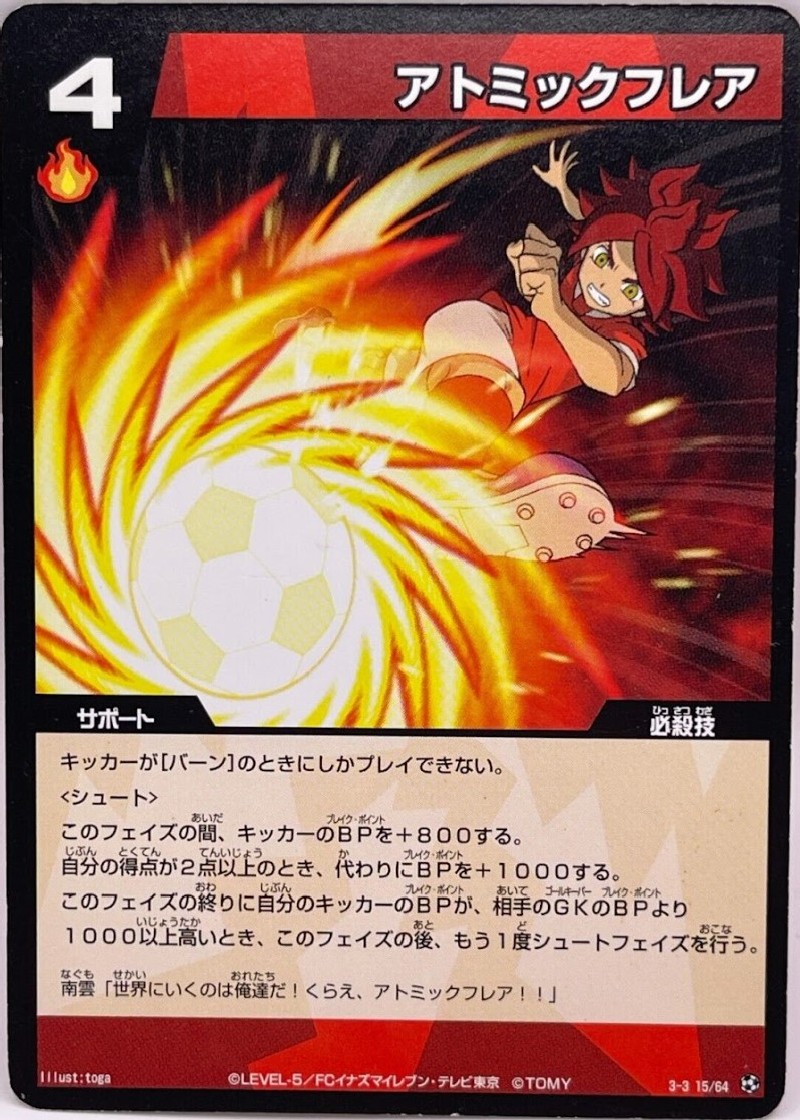 4
アトミックフレア
サポート
必殺技
キッカーが[バーン]のときにしかプレイできない。
<シュート>
このフェイズの間、キッカーのBPを+800する。
自分の得点が2点以上のとき、代わりにBPを+1000する。
このフェイズの終りに自分のキッカーのBPが、相手のGKのBPより
1000以上高いとき、このフェイズの後、もう1度シュートフェイズを行う。
南雲「世界にいくのは俺達だ!くらえ、アトミックフレア!!」
Illust:toga
©LEVEL-5/FCイナズマイレブン・テレビ東京 ©TOMY
3-3 15/64